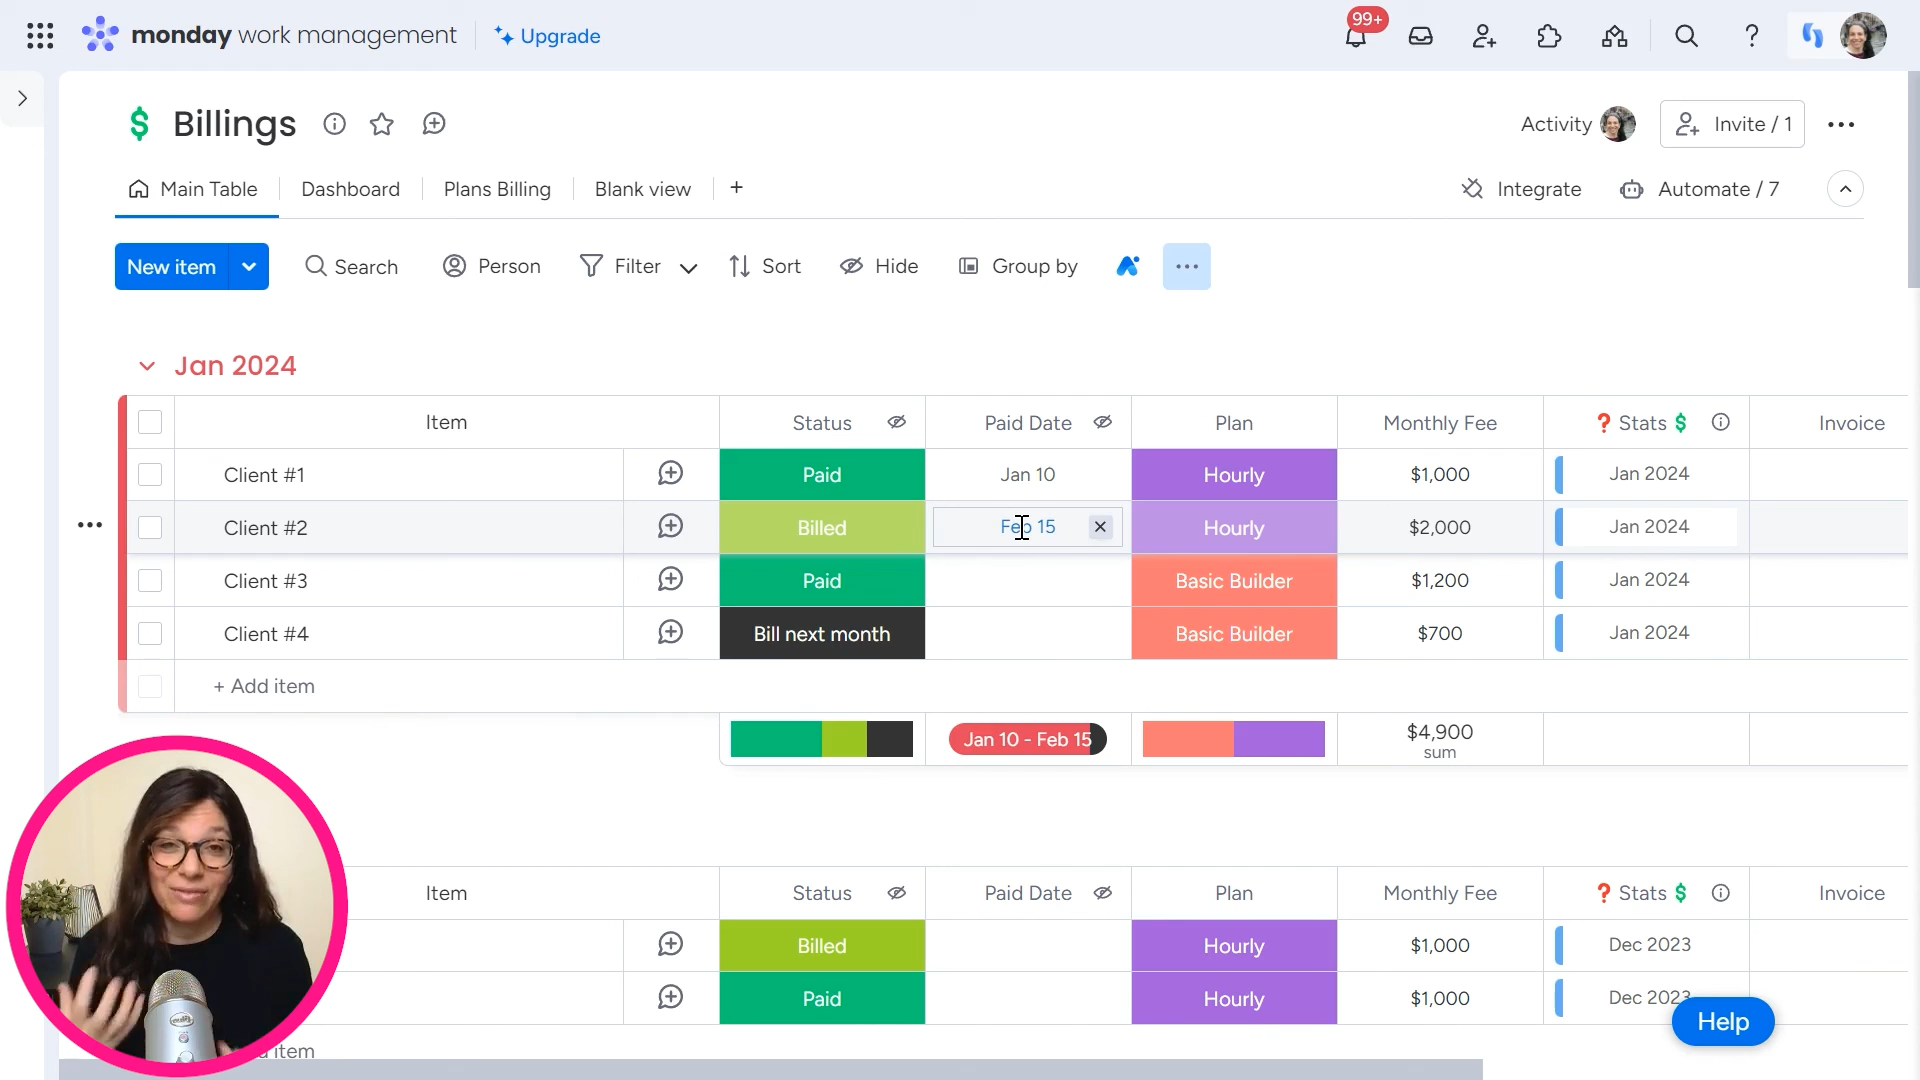 monday work management
Upgrade
99+
Billings
Activity
Invite / 1
Main Table
Dashboard
Plans Billing
Blank view
+
Integrate
Automate / 7
New item
Search
Person
Filter
Sort
Hide
Group by
Jan 2024
Item Status Paid Date Plan Monthly Fee ❓ Stats 💲 Invoice
Client #1 Paid Jan 10 Hourly $1,000 Jan 2024
Client #2 Billed Feb 15 Hourly $2,000 Jan 2024
Client #3 Paid Basic Builder $1,200 Jan 2024
Client #4 Bill next month Basic Builder $700 Jan 2024
+ Add item
Jan 10 - Feb 15 $4,900
sum
Item Status Paid Date Plan Monthly Fee ❓ Stats 💲 Invoice
Billed Hourly $1,000 Dec 2023
Paid Hourly $1,000 Dec 2023
item
Help